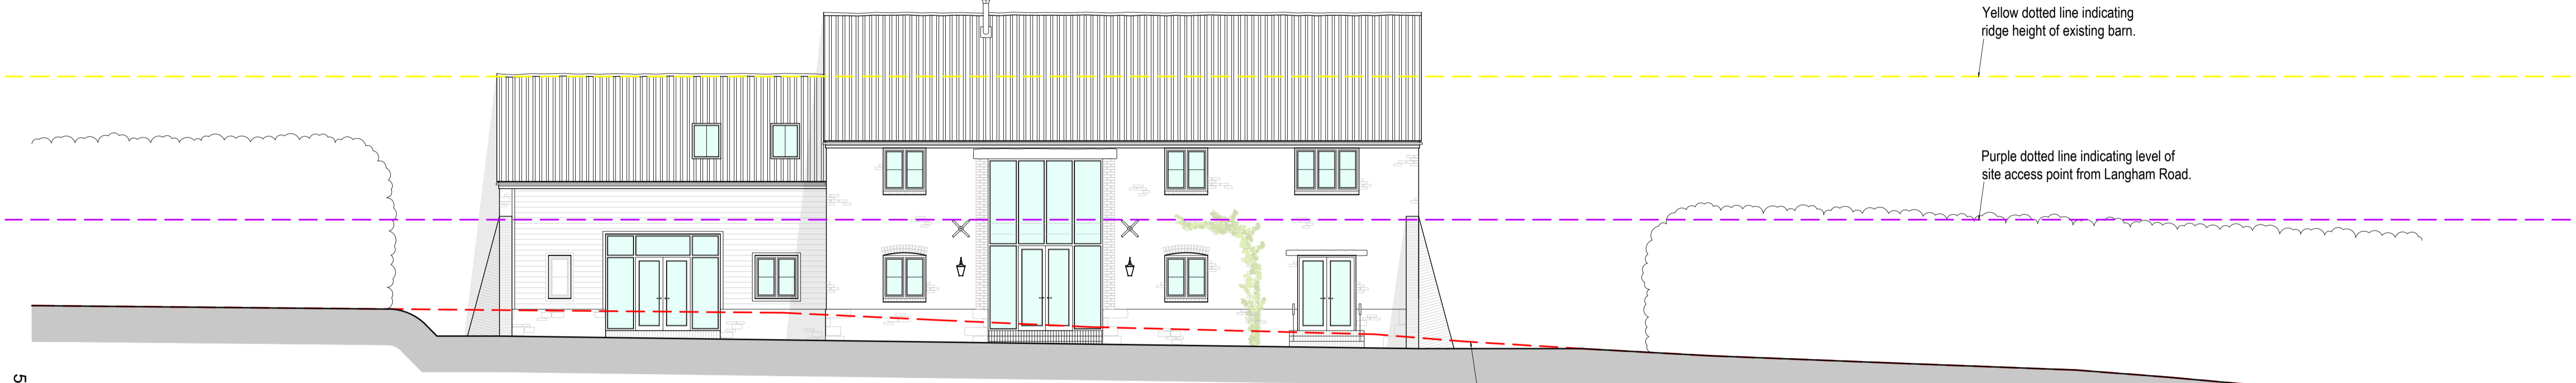 Yellow dotted line indicating
ridge height of existing barn.
Purple dotted line indicating level of
site access point from Langham Road.
5